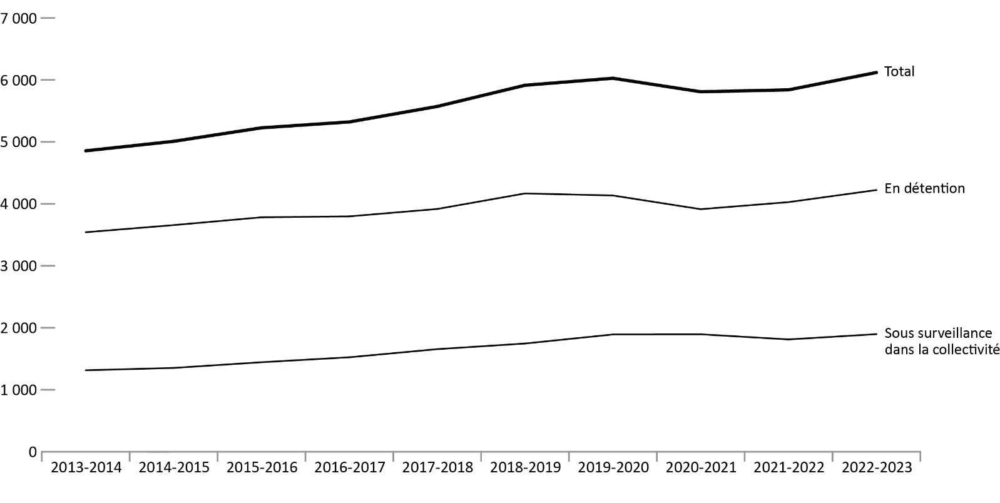 7 000
6 000
5 000
4 000
3 000
2 000
1 000
0
Total
En détention
Sous surveillance
dans la collectivité
2013-2014 2014-2015 2015-2016 2016-2017 2017-2018 2018-2019 2019-2020 2020-2021 2021-2022 2022-2023